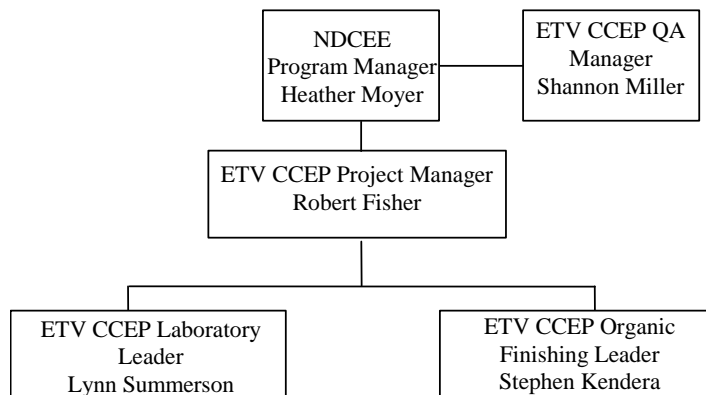 NDCEE
Program Manager
Heather Moyer
ETV CCEP QA
Manager
Shannon Miller
ETV CCEP Project Manager
Robert Fisher
ETV CCEP Laboratory
Leader
Lynn Summerson
ETV CCEP Organic
Finishing Leader
Stephen Kendera